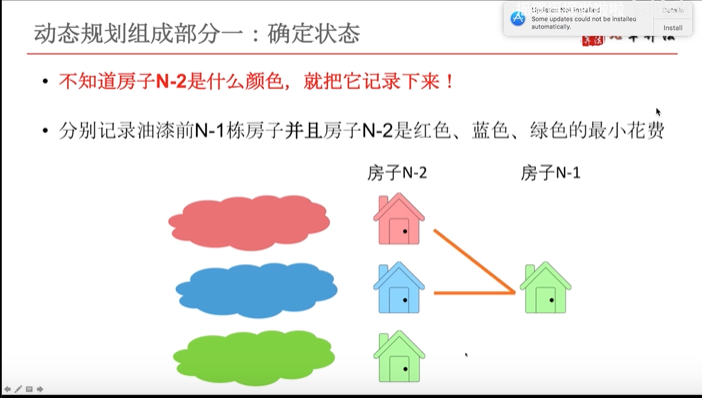 动态规划组成部分一：确定状态
Updates Not Installed
Some updates could not be installed
automatically.
Install
• 不知道房子N-2是什么颜色，就把它记录下来！
• 分别记录油漆前N-1栋房子并且房子N-2是红色、蓝色、绿色的最小花费
房子N-2
房子N-1